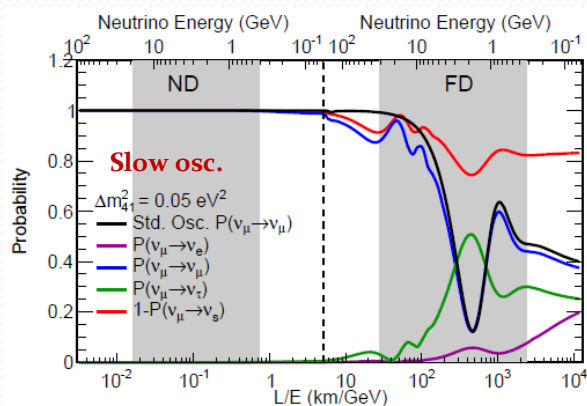 Neutrino Energy (GeV) Neutrino Energy (GeV)
10² 10 1 10⁻¹ 10² 10 1 10⁻¹
1.2
ND FD
1
0.8
Slow osc.
Δm²₄₁ = 0.05 eV²
0.6
Std. Osc. P(νμ→νμ)
P(νμ→νe)
0.4
P(νμ→νμ)
P(νμ→ντ)
0.2
1-P(νμ→νs)
0
Probability
10⁻² 10⁻¹ 1 10 10² 10³ 10⁴
L/E (km/GeV)